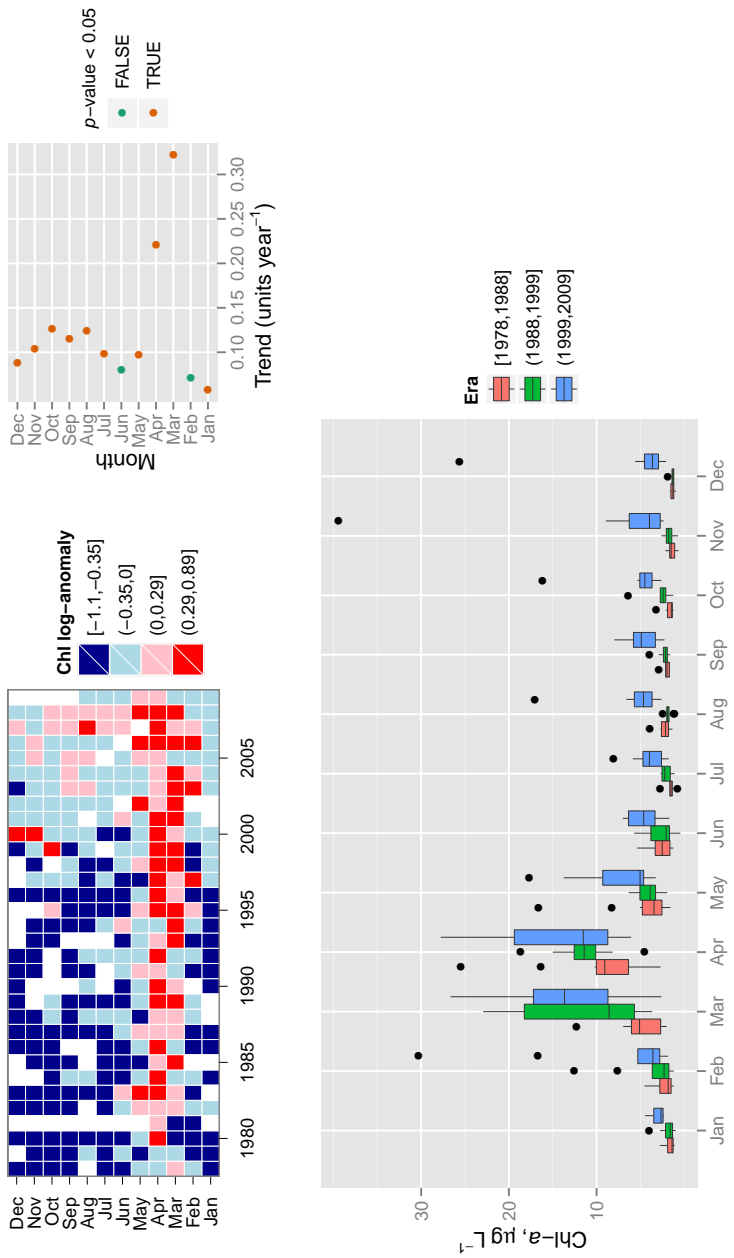 Dec
Nov
Oct
Sep
Aug
Jul
Jun
May
Apr
Mar
Feb
Jan
1980
1985
1990
1995
2000
2005
Chl log−anomaly
[−1.1,−0.35]
(−0.35,0]
(0,0.29]
(0.29,0.89]
Month
Dec
Nov
Oct
Sep
Aug
Jul
Jun
May
Apr
Mar
Feb
Jan
0.10
0.15
0.20
0.25
0.30
Trend (units year−1)
p−value < 0.05
FALSE
TRUE
Chl−a, μg L−1
30
20
10
Jan
Feb
Mar
Apr
May
Jun
Jul
Aug
Sep
Oct
Nov
Dec
Era
[1978,1988]
(1988,1999]
(1999,2009]